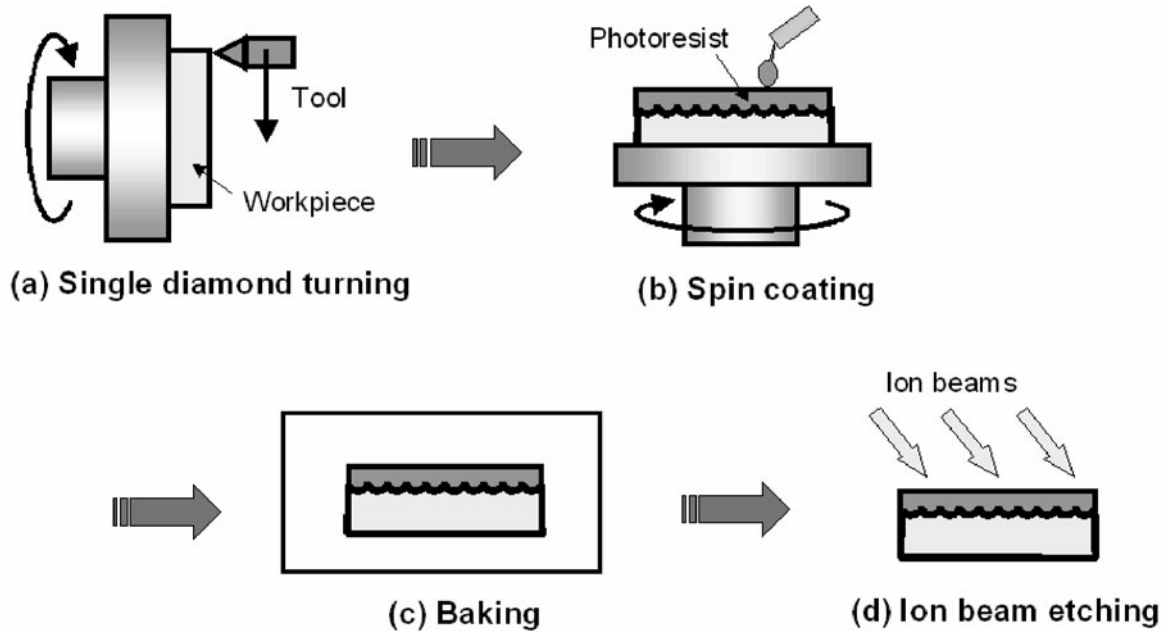 Tool
Workpiece
(a) Single diamond turning
Photoresist
(b) Spin coating
(c) Baking
Ion beams
(d) Ion beam etching